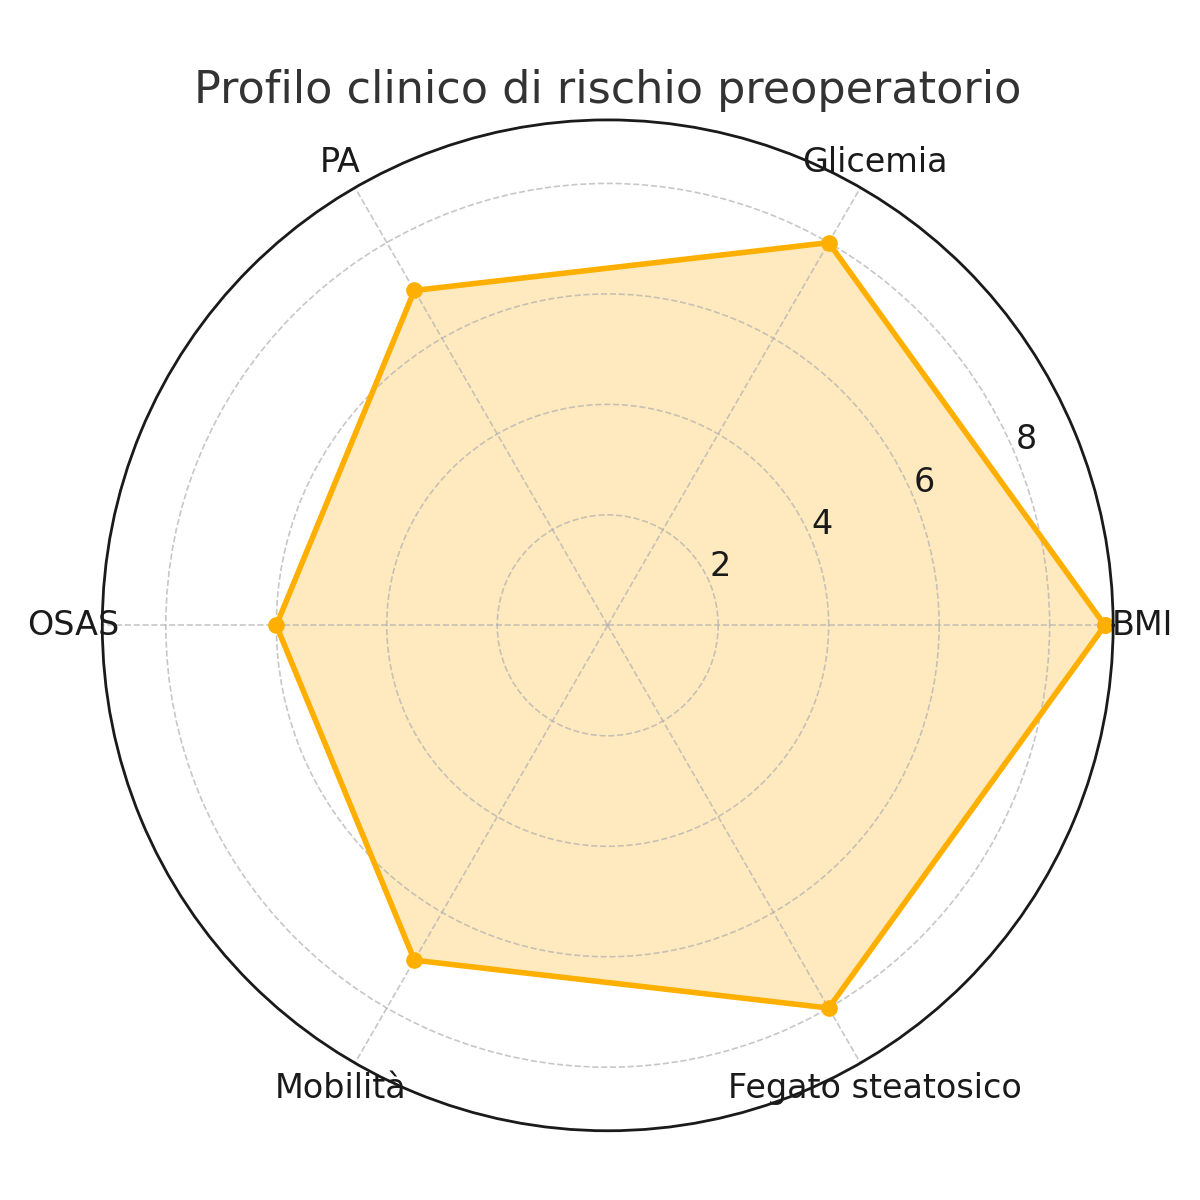 Profilo clinico di rischio preoperatorio
PA
Glicemia
8
6
4
2
OSAS
BMI
Mobilità
Fegato steatosico